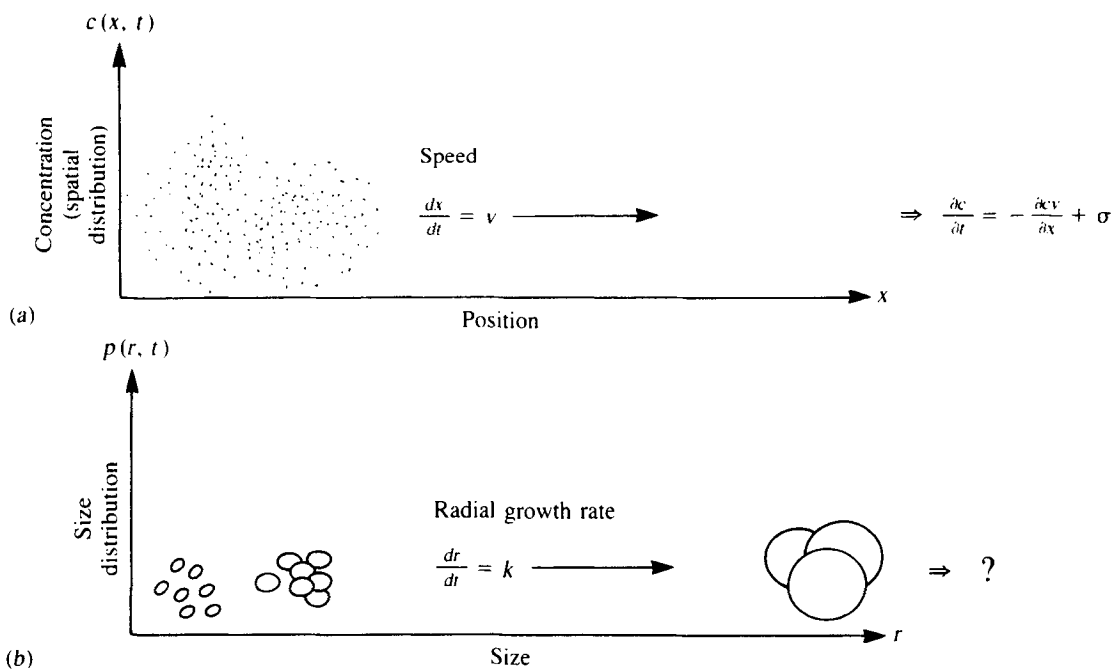 c(x, t)
Concentration
(spatial
distribution)
Speed
dx/dt = v
⇒ ∂c/∂t = - ∂cv/∂x + σ
x
Position
(a)
p(r, t)
Size
distribution
Radial growth rate
dr/dt = k
⇒ ?
r
Size
(b)